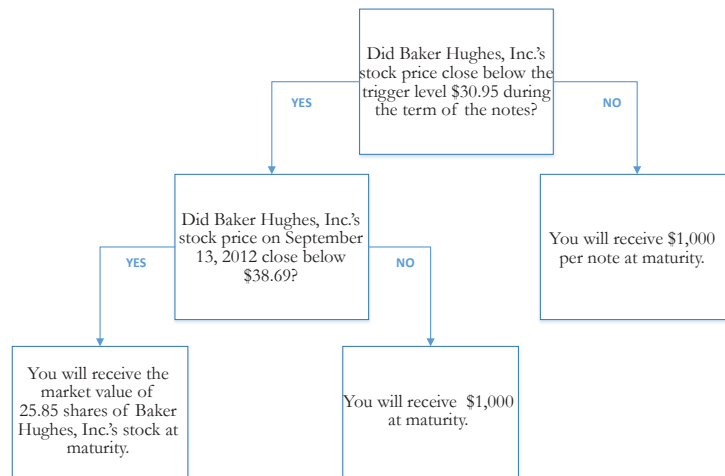 Did Baker Hughes, Inc.'s
stock price close below the
trigger level $30.95 during
the term of the notes?
YES
NO
Did Baker Hughes, Inc.'s
stock price on September
13, 2012 close below
$38.69?
You will receive $1,000
per note at maturity.
YES
NO
You will receive the
market value of
25.85 shares of Baker
Hughes, Inc.'s stock at
maturity.
You will receive $1,000
at maturity.